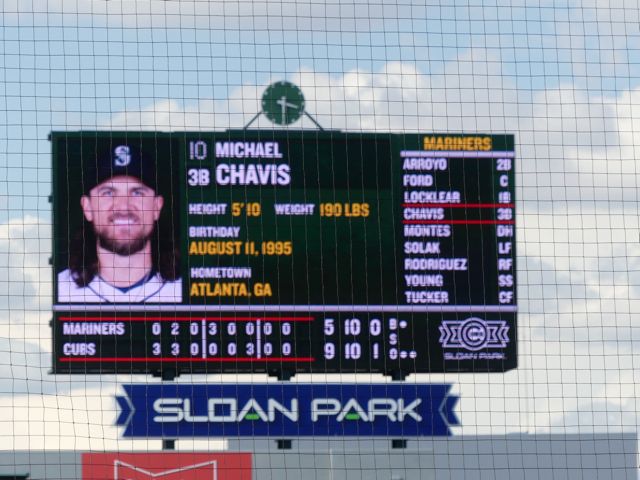 10 MICHAEL
3B CHAVIS
HEIGHT 5'10 WEIGHT 190 LBS
BIRTHDAY
AUGUST 11, 1995
HOMETOWN
ATLANTA, GA
MARINERS
ARROYO 2B
FORD C
LOCKLEAR 1B
CHAVIS 3B
MONTES DH
SOLAK LF
RODRIGUEZ RF
YOUNG SS
TUCKER CF
MARINERS 0 2 0 3 0 0 0 0 5 10 0 B
S
CUBS 3 3 0 0 0 3 0 0 9 10 1 O
SLOAN PARK
SLOAN PARK